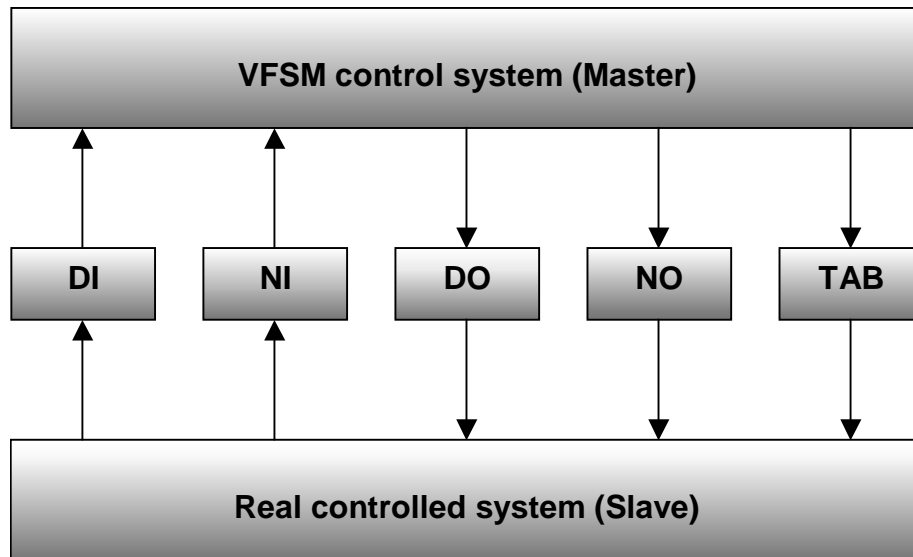 VFSM control system (Master)
DI
NI
DO
NO
TAB
Real controlled system (Slave)